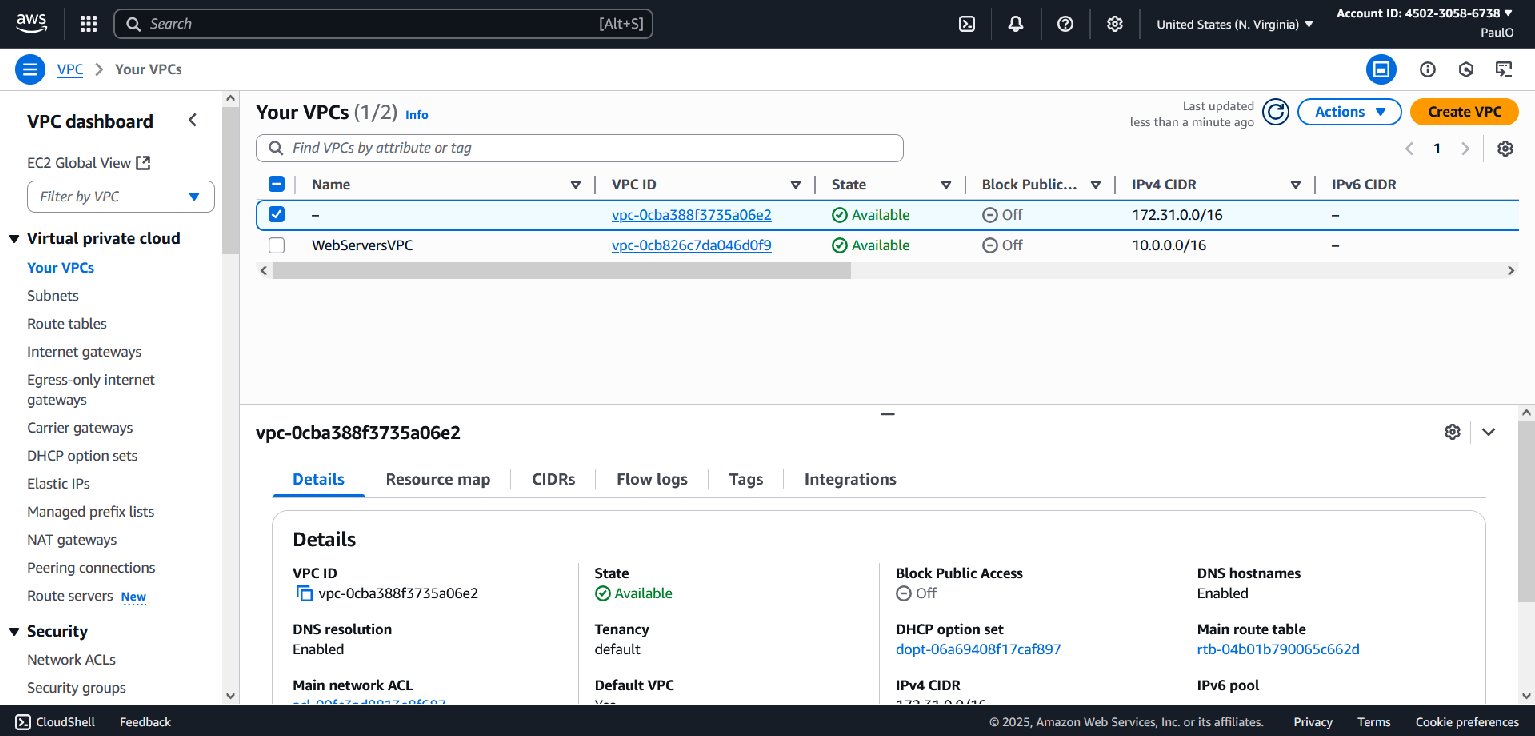 aws
Search [Alt+S]
United States (N. Virginia)
Account ID: 4502-3058-6738
PaulO
VPC
Your VPCs
VPC dashboard
EC2 Global View
Filter by VPC
Virtual private cloud
Your VPCs
Subnets
Route tables
Internet gateways
Egress-only internet
gateways
Carrier gateways
DHCP option sets
Elastic IPs
Managed prefix lists
NAT gateways
Peering connections
Route servers New
Security
Network ACLs
Security groups
Your VPCs (1/2) Info
Last updated
less than a minute ago
Actions
Create VPC
Find VPCs by attribute or tag
1
Name VPC ID State Block Public... IPv4 CIDR IPv6 CIDR
– vpc-0cba388f3735a06e2 Available Off 172.31.0.0/16 –
WebServersVPC vpc-0cb826c7da046d0f9 Available Off 10.0.0.0/16 –
vpc-0cba388f3735a06e2
Details Resource map CIDRs Flow logs Tags Integrations
Details
VPC ID
vpc-0cba388f3735a06e2
State
Available
Block Public Access
Off
DNS hostnames
Enabled
DNS resolution
Enabled
Tenancy
default
DHCP option set
dopt-06a69408f17caf897
Main route table
rtb-04b01b790065c662d
Main network ACL
Default VPC
Yes
IPv4 CIDR
172.31.0.0/16
IPv6 pool
CloudShell Feedback © 2025, Amazon Web Services, Inc. or its affiliates. Privacy Terms Cookie preferences